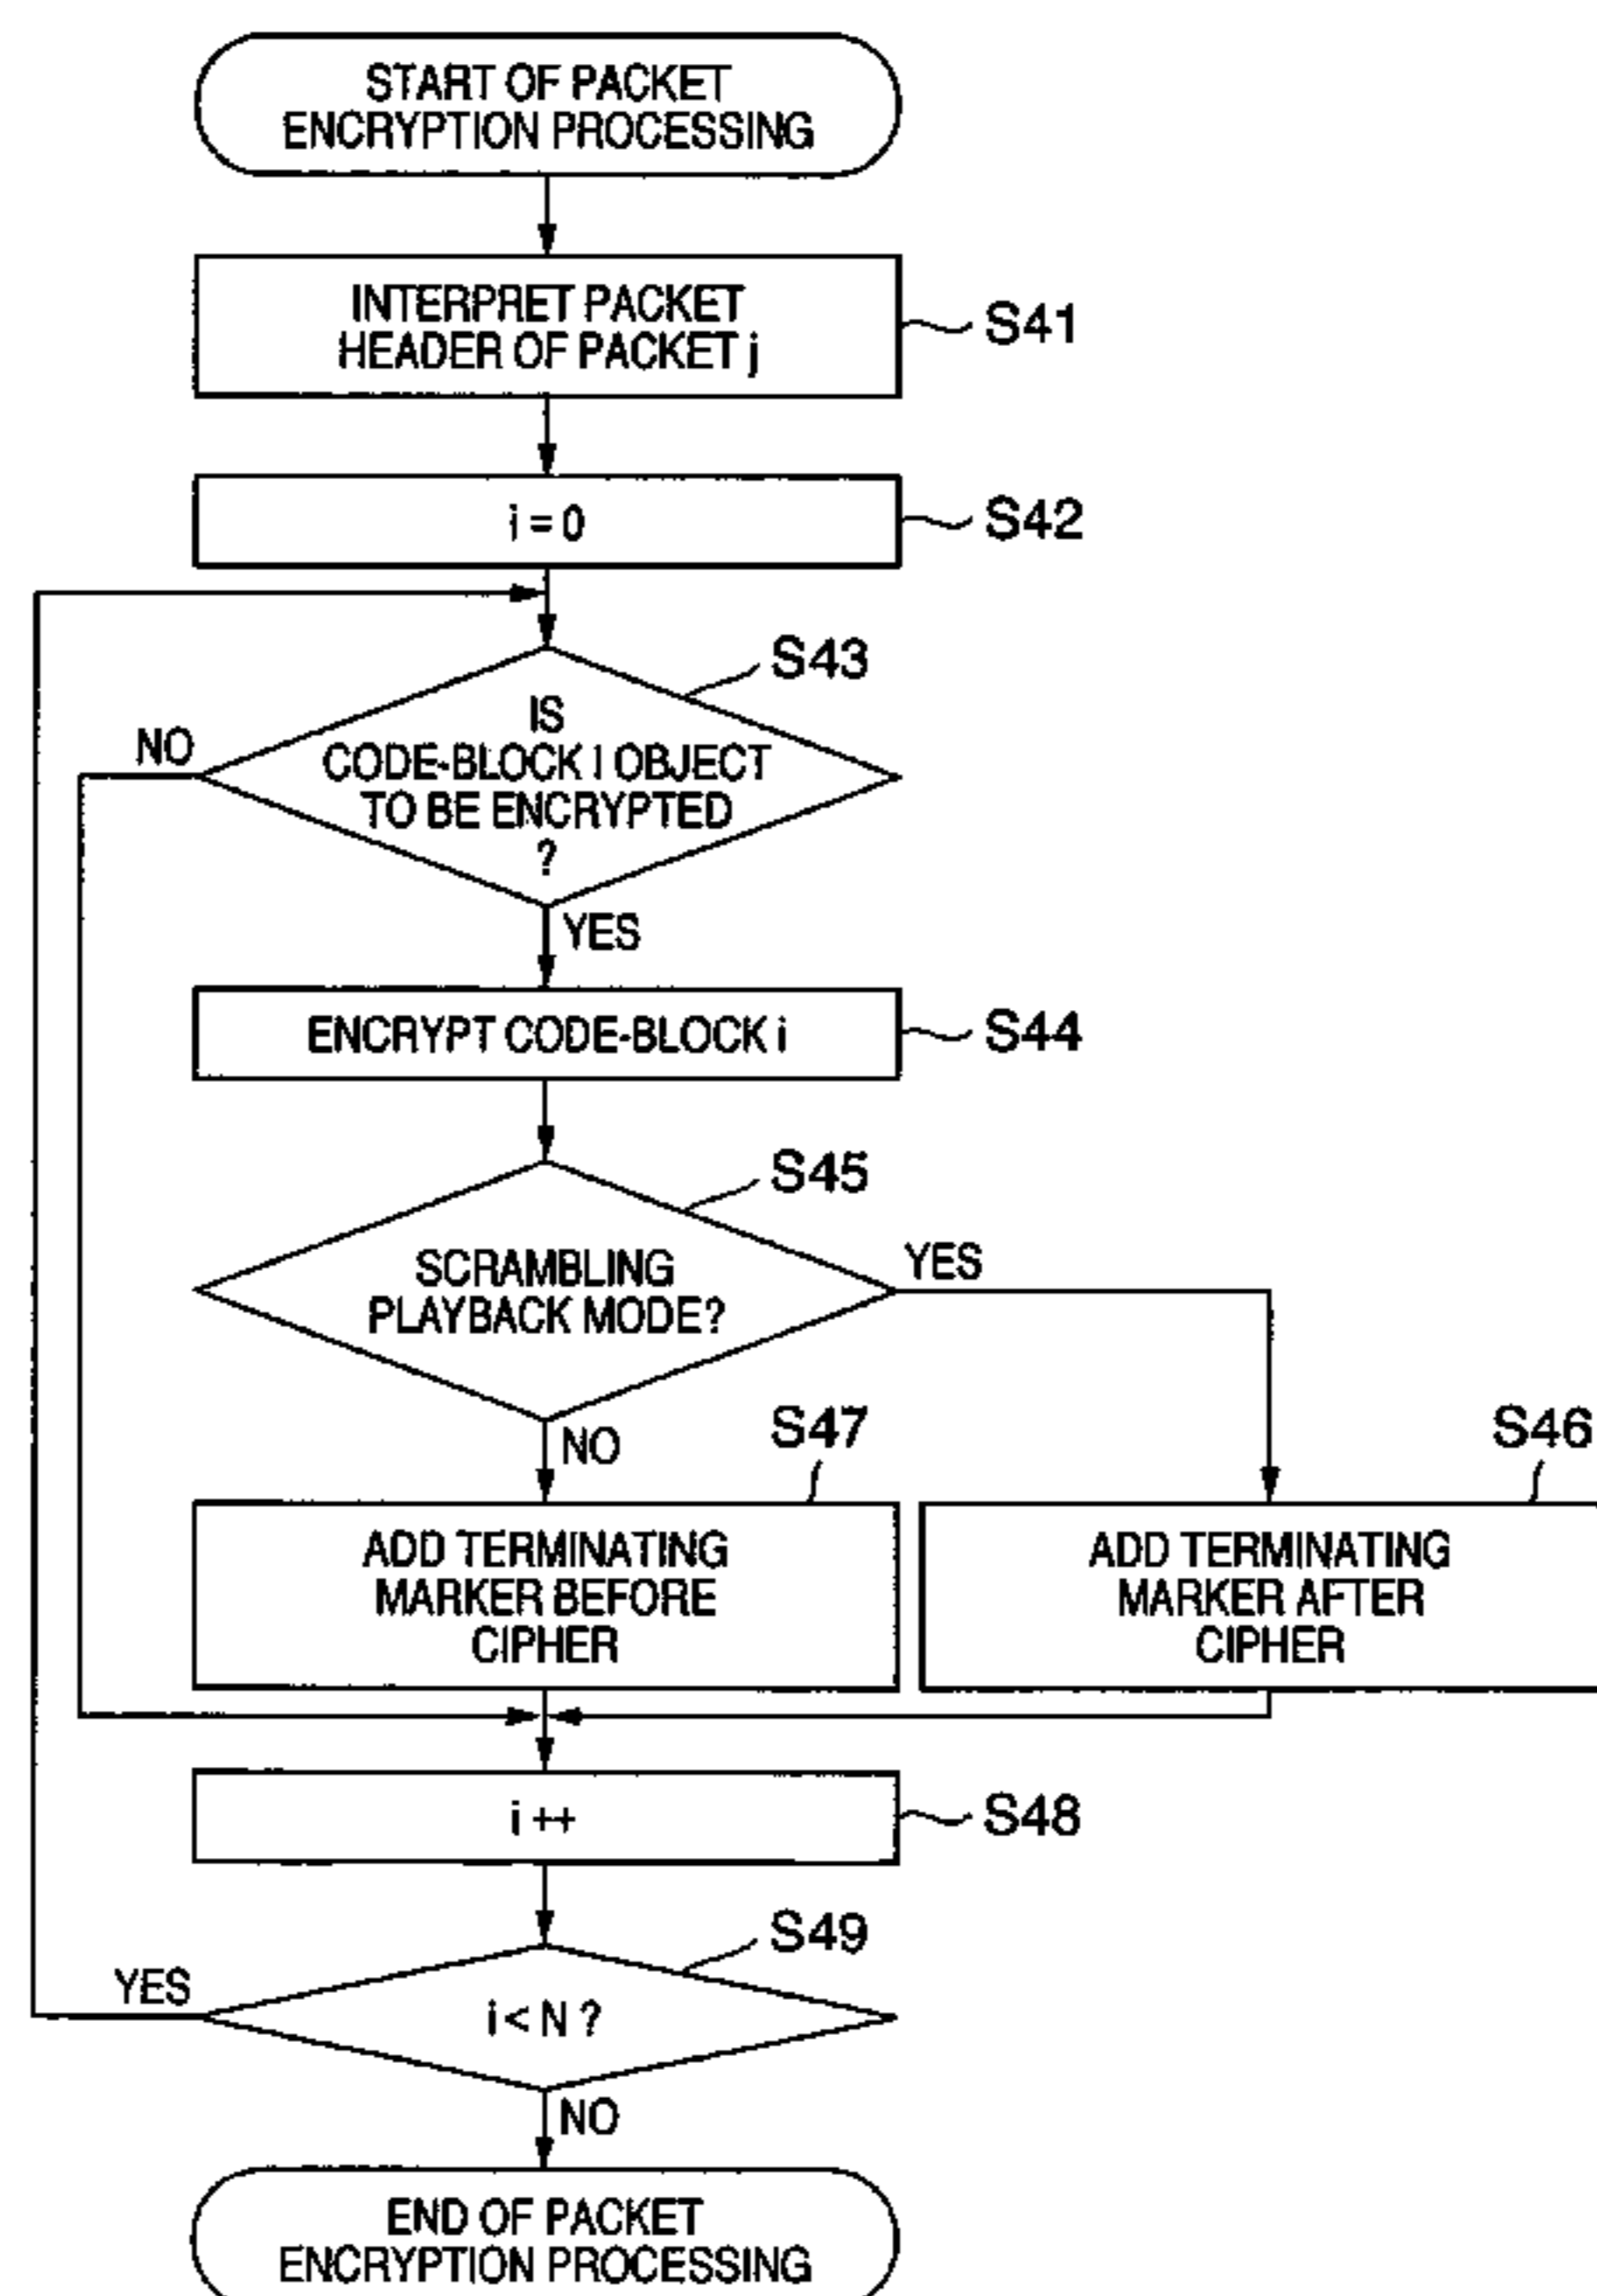 START OF PACKET
ENCRYPTION PROCESSING
INTERPRET PACKET
HEADER OF PACKET j
S41
i = 0
S42
S43
IS
CODE-BLOCK I OBJECT
TO BE ENCRYPTED
?
NO
YES
ENCRYPT CODE-BLOCK i
S44
S45
SCRAMBLING
PLAYBACK MODE?
YES
NO
S47
S46
ADD TERMINATING
MARKER BEFORE
CIPHER
ADD TERMINATING
MARKER AFTER
CIPHER
i ++
S48
S49
i < N ?
YES
NO
END OF PACKET
ENCRYPTION PROCESSING